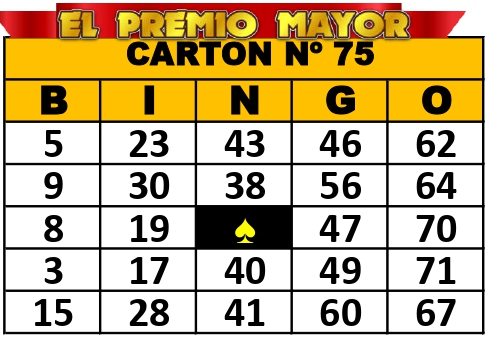 EL PREMIO MAYOR
CARTON Nº 75
B I N G O
5 23 43 46 62
9 30 38 56 64
8 19 ♠ 47 70
3 17 40 49 71
15 28 41 60 67